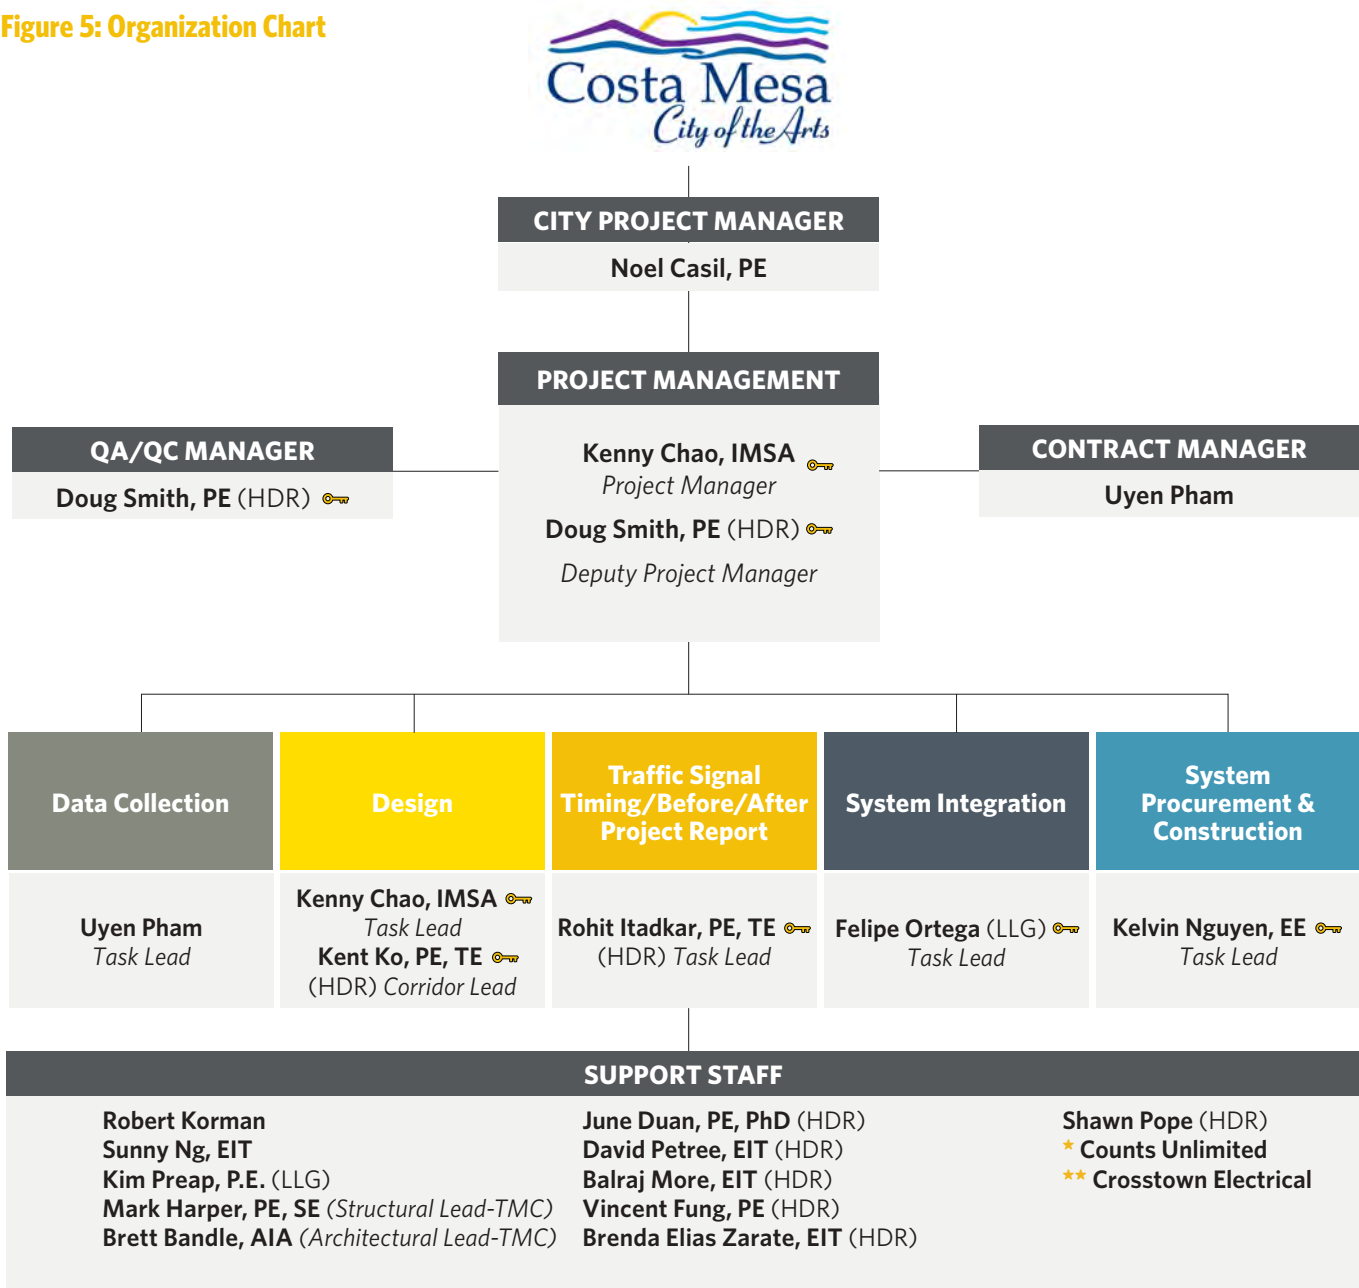 Figure 5: Organization Chart
Costa Mesa
City of the Arts
CITY PROJECT MANAGER
Noel Casil, PE
PROJECT MANAGEMENT
Kenny Chao, IMSA
Project Manager
Doug Smith, PE (HDR)
Deputy Project Manager
QA/QC MANAGER
Doug Smith, PE (HDR)
CONTRACT MANAGER
Uyen Pham
Data Collection
Uyen Pham
Task Lead
Design
Kenny Chao, IMSA
Task Lead
Kent Ko, PE, TE
(HDR) Corridor Lead
Traffic Signal
Timing/Before/After
Project Report
Rohit Itadkar, PE, TE
(HDR) Task Lead
System Integration
Felipe Ortega (LLG)
Task Lead
System
Procurement &
Construction
Kelvin Nguyen, EE
Task Lead
SUPPORT STAFF
Robert Korman
Sunny Ng, EIT
Kim Preap, P.E. (LLG)
Mark Harper, PE, SE (Structural Lead-TMC)
Brett Bandle, AIA (Architectural Lead-TMC)
June Duan, PE, PhD (HDR)
David Petree, EIT (HDR)
Balraj More, EIT (HDR)
Vincent Fung, PE (HDR)
Brenda Elias Zarate, EIT (HDR)
Shawn Pope (HDR)
* Counts Unlimited
** Crosstown Electrical